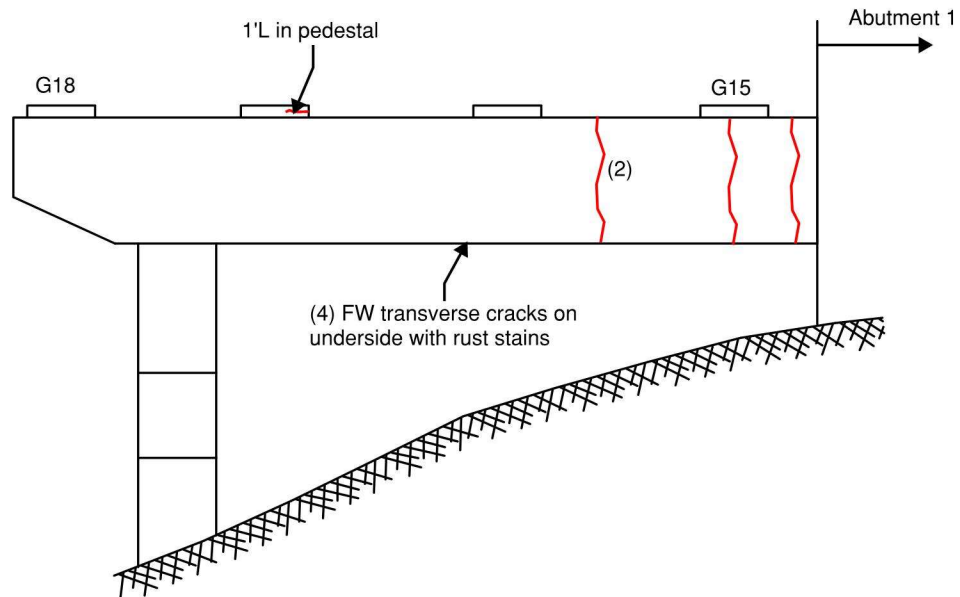 Abutment 1
1'L in pedestal
G18
G15
(2)
(4) FW transverse cracks on
underside with rust stains